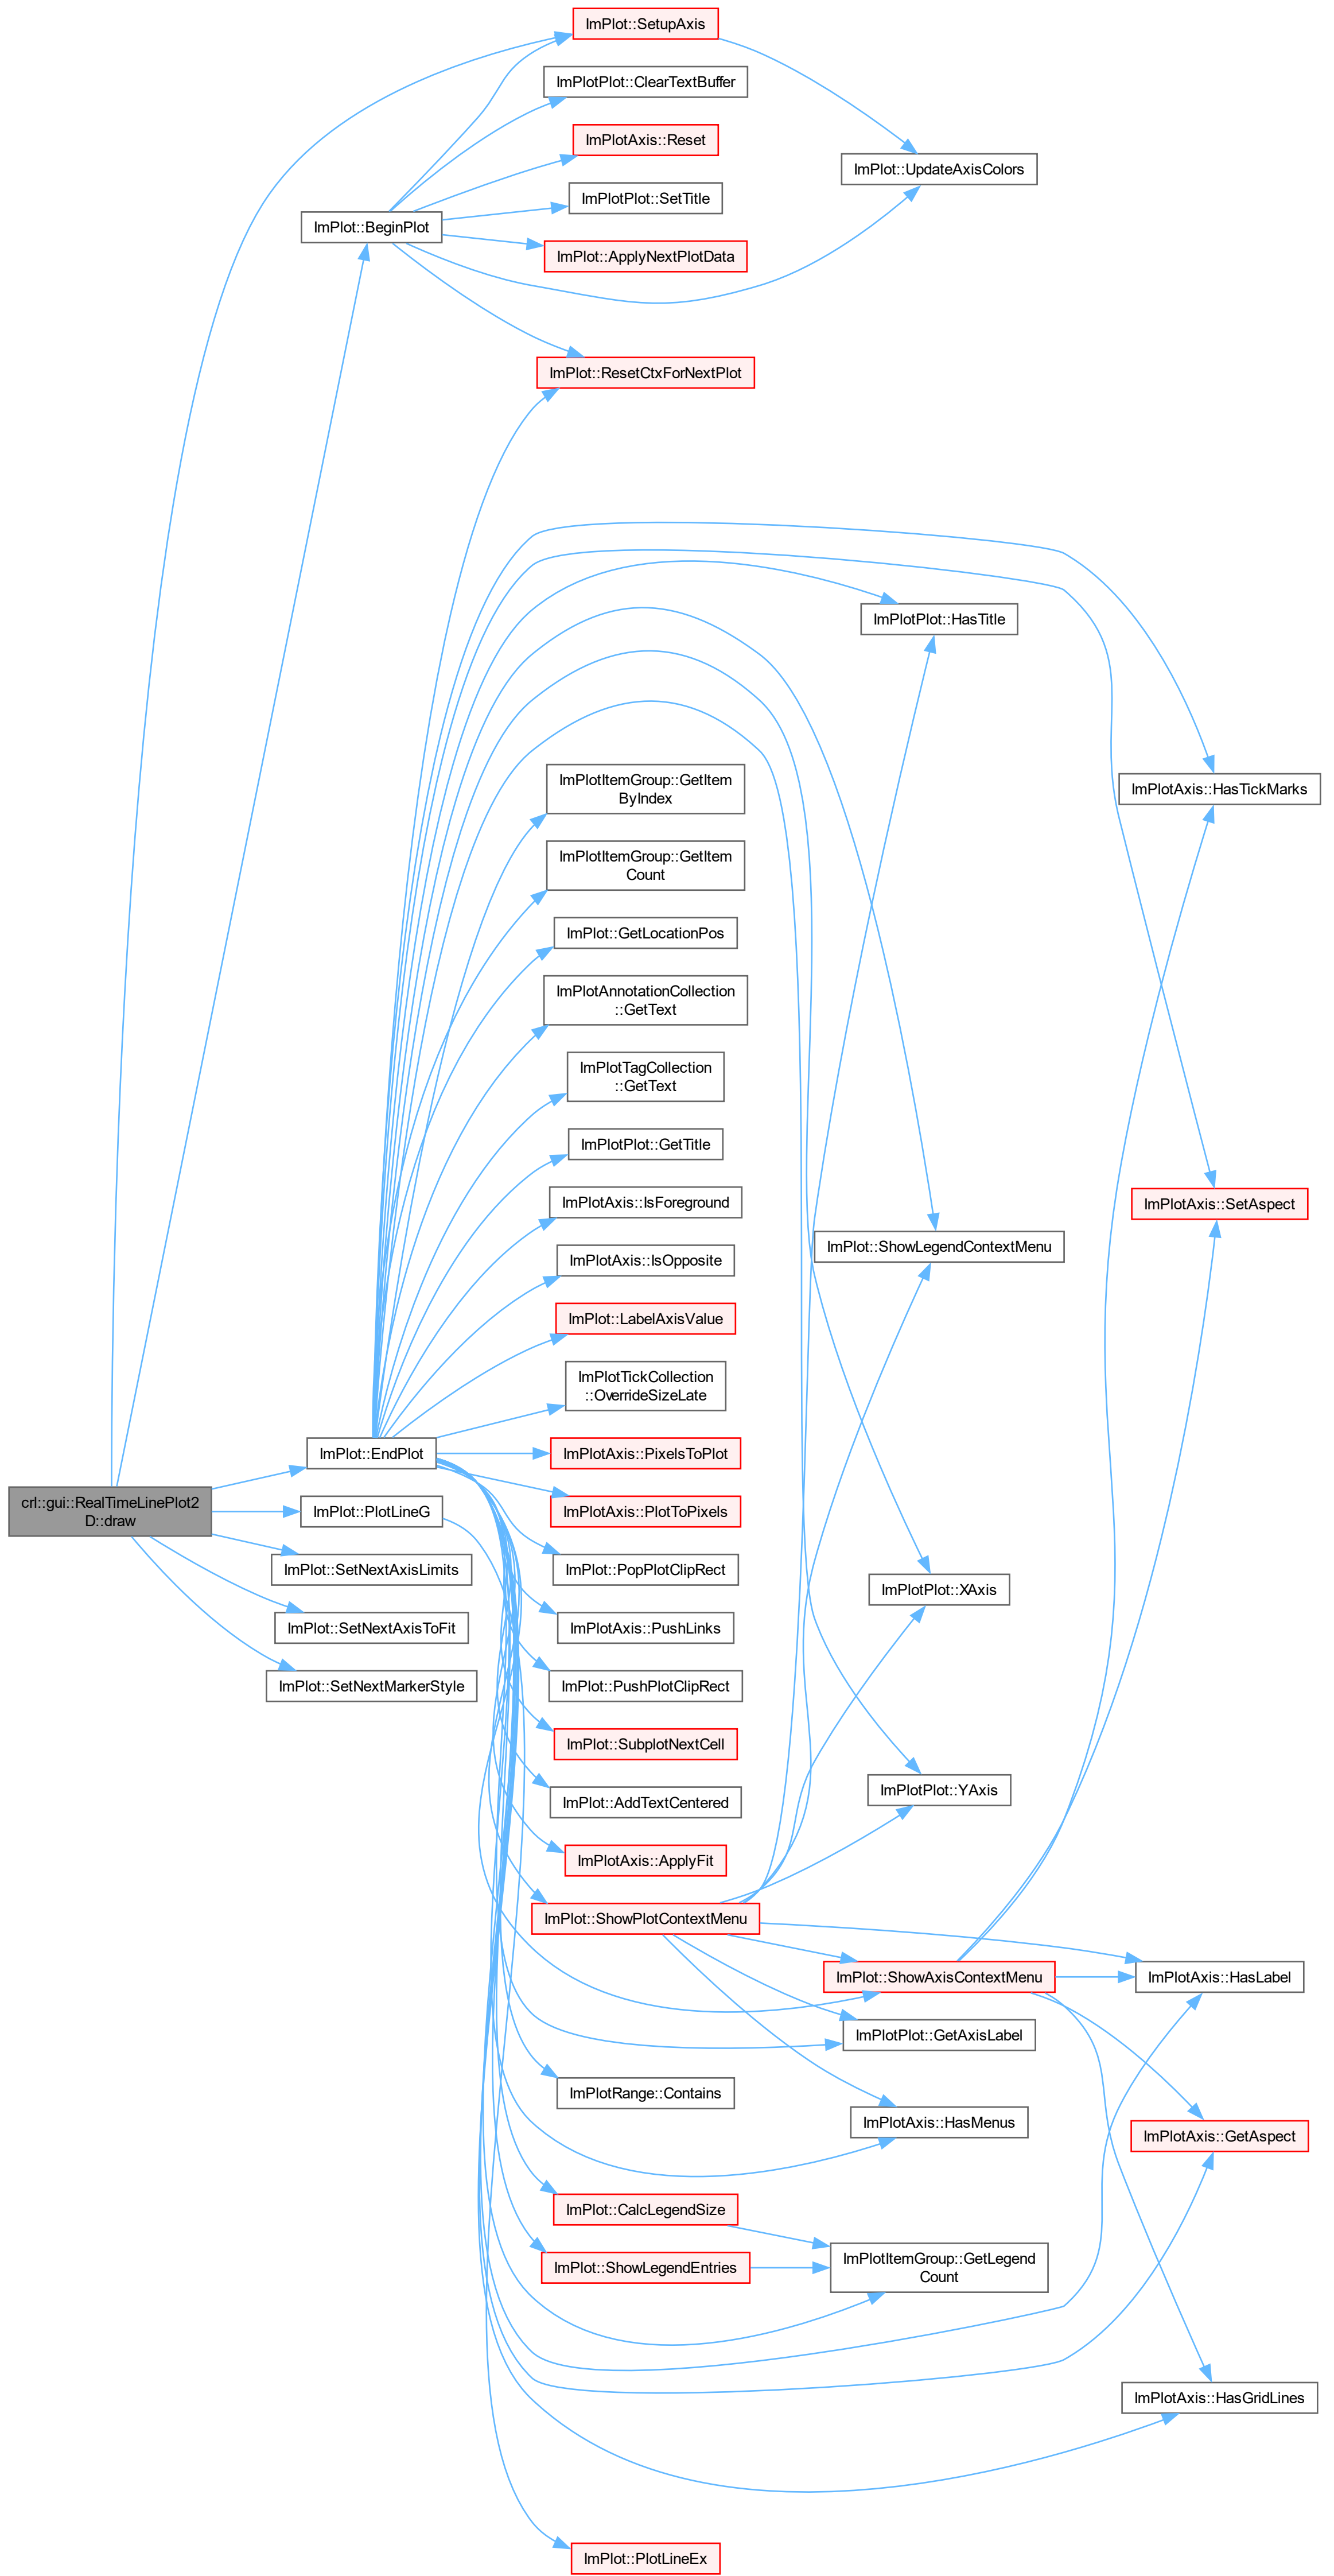 ImPlot::SetupAxis
ImPlotPlot::ClearTextBuffer
ImPlotAxis::Reset
ImPlot::UpdateAxisColors
ImPlotPlot::SetTitle
ImPlot::BeginPlot
ImPlot::ApplyNextPlotData
ImPlot::ResetCtxForNextPlot
ImPlotPlot::HasTitle
ImPlotItemGroup::GetItem
ByIndex
ImPlotAxis::HasTickMarks
ImPlotItemGroup::GetItem
Count
ImPlot::GetLocationPos
ImPlotAnnotationCollection
::GetText
ImPlotTagCollection
::GetText
ImPlotPlot::GetTitle
ImPlotAxis::IsForeground
ImPlotAxis::SetAspect
ImPlot::ShowLegendContextMenu
ImPlotAxis::IsOpposite
ImPlot::LabelAxisValue
ImPlotTickCollection
::OverrideSizeLate
ImPlot::EndPlot
ImPlotAxis::PixelsToPlot
crl::gui::RealTimeLinePlot2
D::draw
ImPlot::PlotLineG
ImPlotAxis::PlotToPixels
ImPlot::SetNextAxisLimits
ImPlot::PopPlotClipRect
ImPlotPlot::XAxis
ImPlot::SetNextAxisToFit
ImPlotAxis::PushLinks
ImPlot::SetNextMarkerStyle
ImPlot::PushPlotClipRect
ImPlot::SubplotNextCell
ImPlotPlot::YAxis
ImPlot::AddTextCentered
ImPlotAxis::ApplyFit
ImPlot::ShowPlotContextMenu
ImPlot::ShowAxisContextMenu
ImPlotAxis::HasLabel
ImPlotPlot::GetAxisLabel
ImPlotRange::Contains
ImPlotAxis::HasMenus
ImPlotAxis::GetAspect
ImPlot::CalcLegendSize
ImPlot::ShowLegendEntries
ImPlotItemGroup::GetLegend
Count
ImPlotAxis::HasGridLines
ImPlot::PlotLineEx